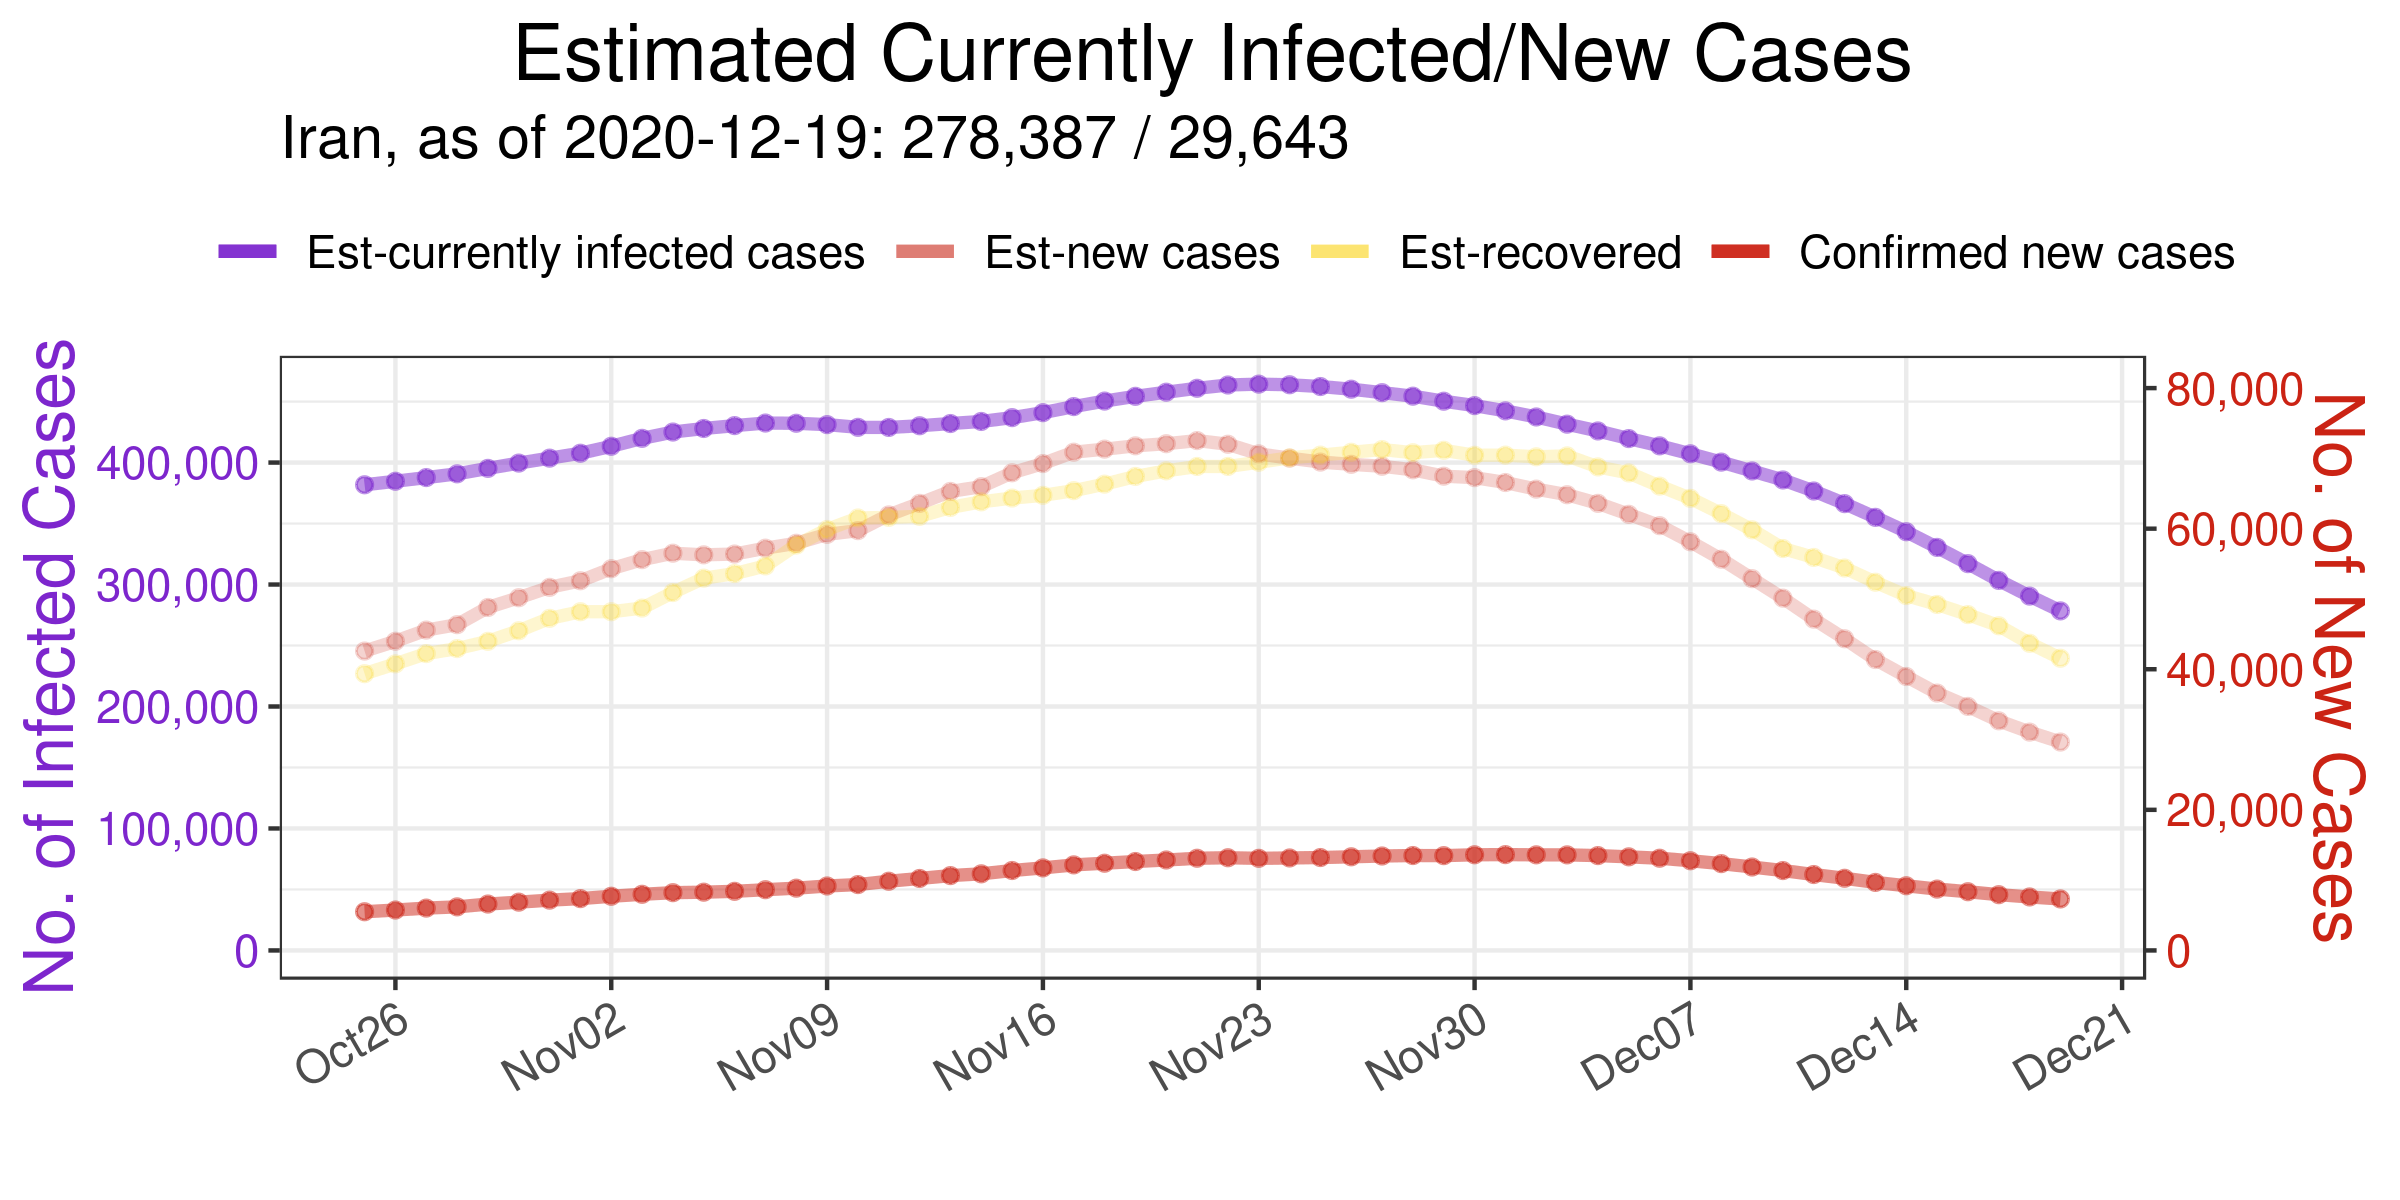 Estimated Currently Infected/New Cases
Iran, as of 2020-12-19: 278,387 / 29,643
Est-currently infected cases Est-new cases Est-recovered Confirmed new cases
No. of Infected Cases
400,000
300,000
200,000
100,000
0
80,000
60,000
40,000
20,000
0
No. of New Cases
Oct26 Nov02 Nov09 Nov16 Nov23 Nov30 Dec07 Dec14 Dec21